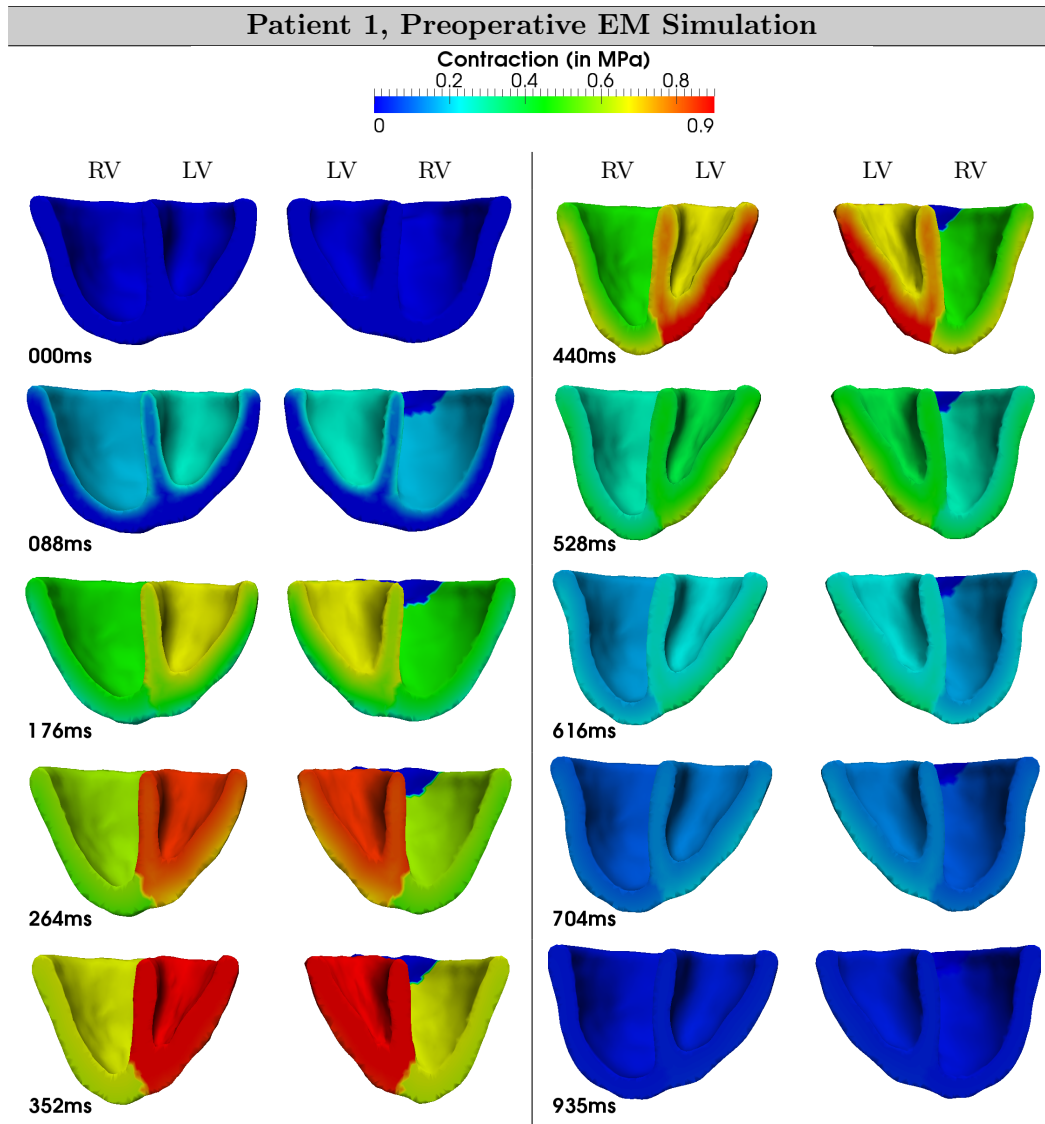 Patient 1, Preoperative EM Simulation
Contraction (in MPa)
0.2 0.4 0.6 0.8
0 0.9
RV LV LV RV
RV LV LV RV
000ms
440ms
088ms
528ms
176ms
616ms
264ms
704ms
352ms
935ms